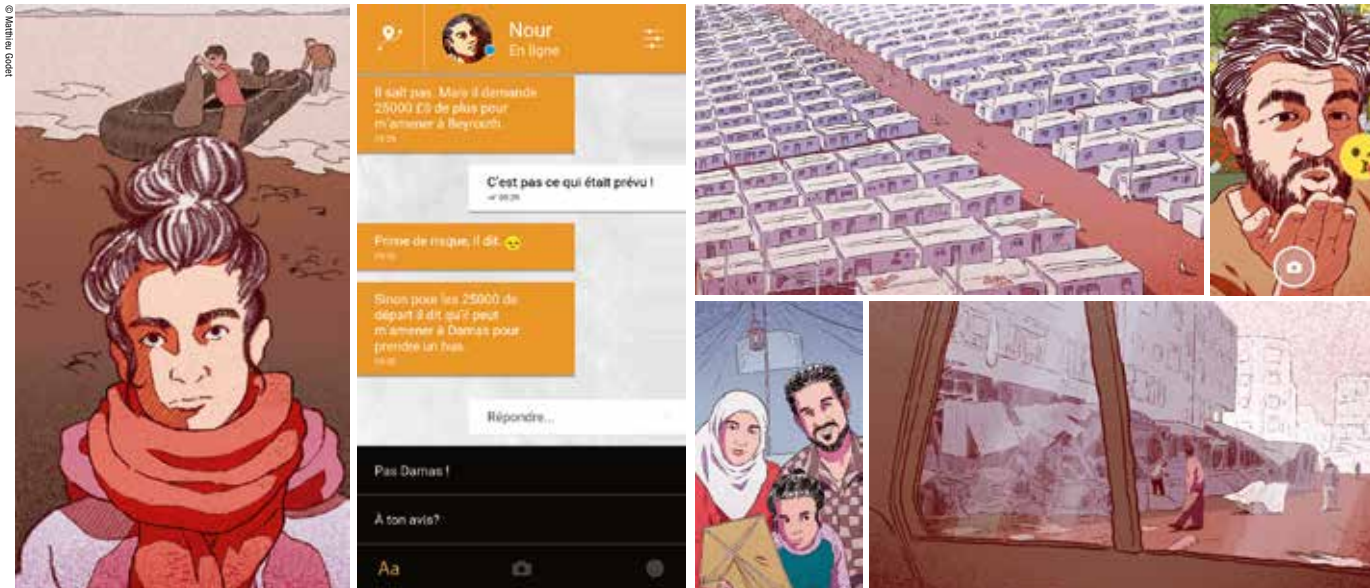 © Matthieu Godet
Nour
En ligne
Il sait pas. Mais il demande
25000 £S de plus pour
m'amener à Beyrouth.
C'est pas ce qui était prévu !
Prime de risque, il dit.
Sinon pour les 25000 de
départ il dit qu'il peut
m'amener à Damas pour
prendre un bus.
Répondre...
Pas Damas !
À ton avis?
Aa